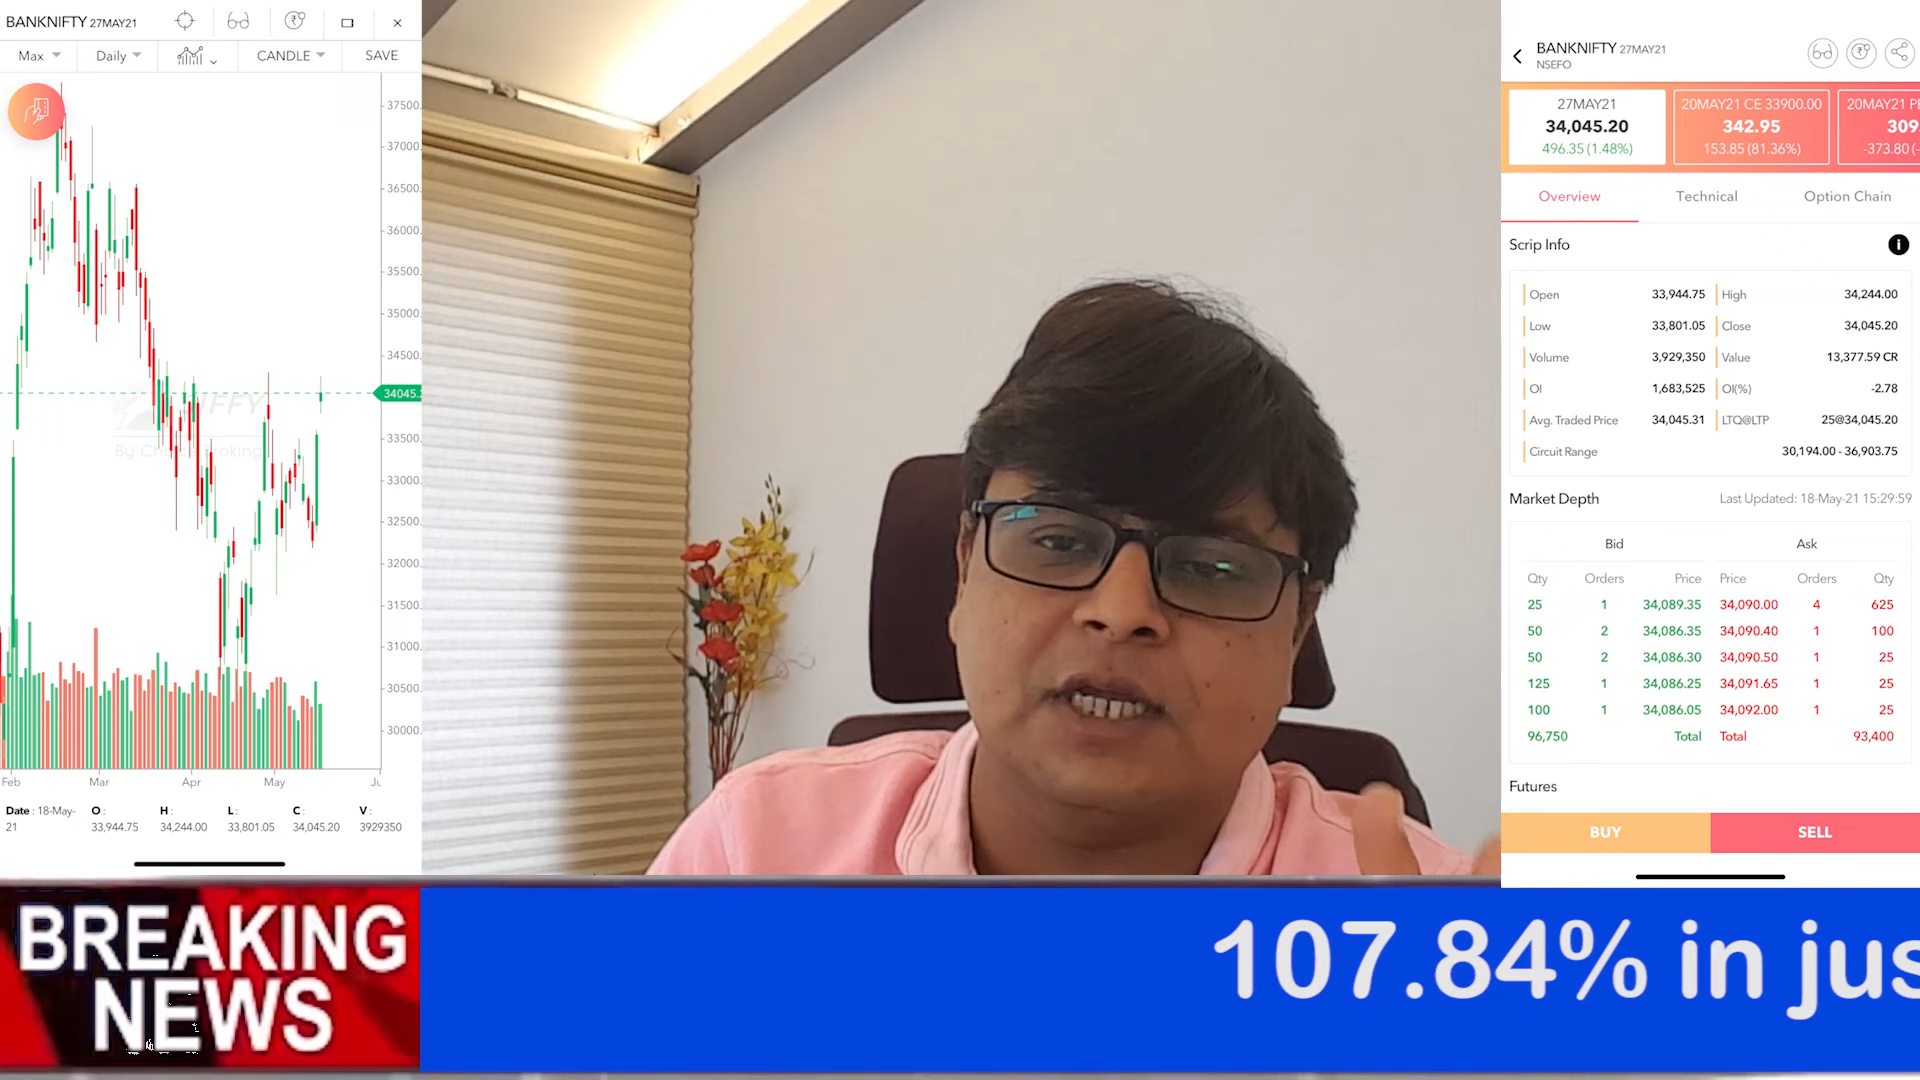 BANKNIFTY 27MAY21
Max Daily CANDLE SAVE
37500.
37000.
36500.
36000.
35500.
35000.
34500.
34045.
33500.
33000.
32500.
32000.
31500.
31000.
30500.
30000.
JIFFY
By Choice Broking
Feb Mar Apr May
Date : 18-May-21 O : 33,944.75 H : 34,244.00 L : 33,801.05 C : 34,045.20 V : 3929350
BANKNIFTY 27MAY21
NSEFO
27MAY21
34,045.20
496.35 (1.48%)
20MAY21 CE 33900.00
342.95
153.85 (81.36%)
20MAY21 P
309.
-373.80 (-
Overview Technical Option Chain
Scrip Info
Open 33,944.75 High 34,244.00
Low 33,801.05 Close 34,045.20
Volume 3,929,350 Value 13,377.59 CR
OI 1,683,525 OI(%) -2.78
Avg. Traded Price 34,045.31 LTQ@LTP 25@34,045.20
Circuit Range 30,194.00 - 36,903.75
Market Depth Last Updated: 18-May-21 15:29:59
Bid Ask
Qty Orders Price Price Orders Qty
25 1 34,089.35 34,090.00 4 625
50 2 34,086.35 34,090.40 1 100
50 2 34,086.30 34,090.50 1 25
125 1 34,086.25 34,091.65 1 25
100 1 34,086.05 34,092.00 1 25
96,750 Total Total 93,400
Futures
BUY SELL
BREAKING
NEWS
107.84% in jus